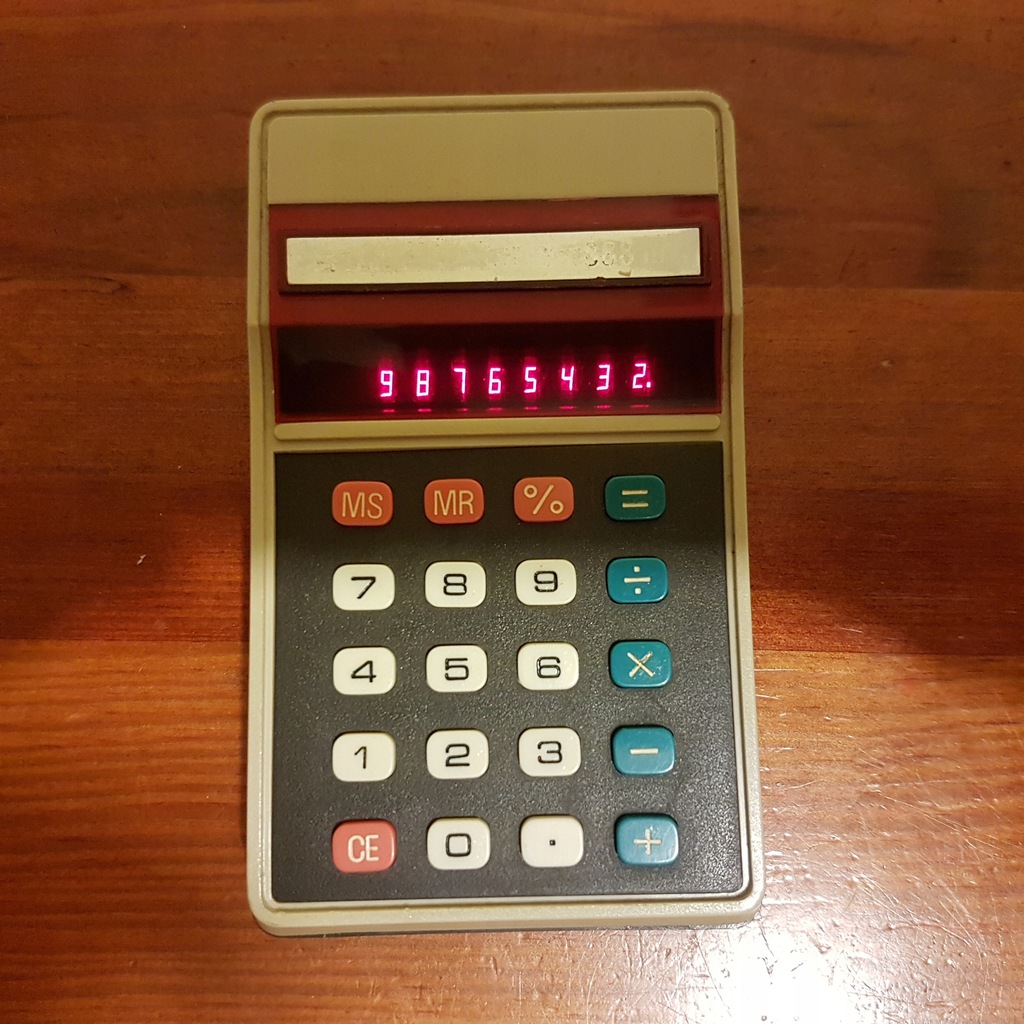 98765432.
MS MR % =
7 8 9 ÷
4 5 6 ×
1 2 3 −
CE 0 . +